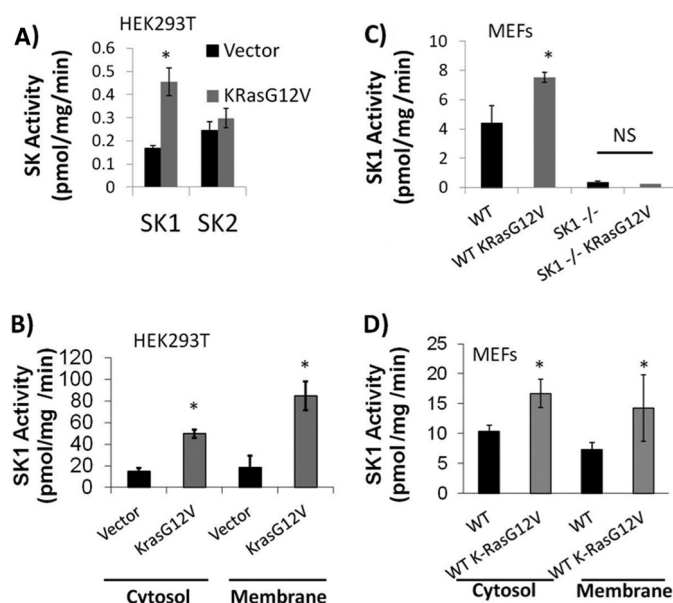 A)
HEK293T
SK Activity
(pmol/mg/min)
0.6
0.5
0.4
0.3
0.2
0.1
0
*
Vector
KRasG12V
SK1 SK2
B)
HEK293T
SK1 Activity
(pmol/mg /min)
120
100
80
60
40
20
0
*
*
Vector
KrasG12V
Vector
KrasG12V
Cytosol Membrane
C)
MEFs
SK1 Activity
(pmol/mg /min)
8
6
4
2
0
*
NS
WT
WT KRasG12V
SK1 -/-
SK1 -/- KRasG12V
D)
MEFs
SK1 Activity
(pmol/mg /min)
25
20
15
10
5
0
*
*
WT
WT K-RasG12V
WT
WT K-RasG12V
Cytosol Membrane